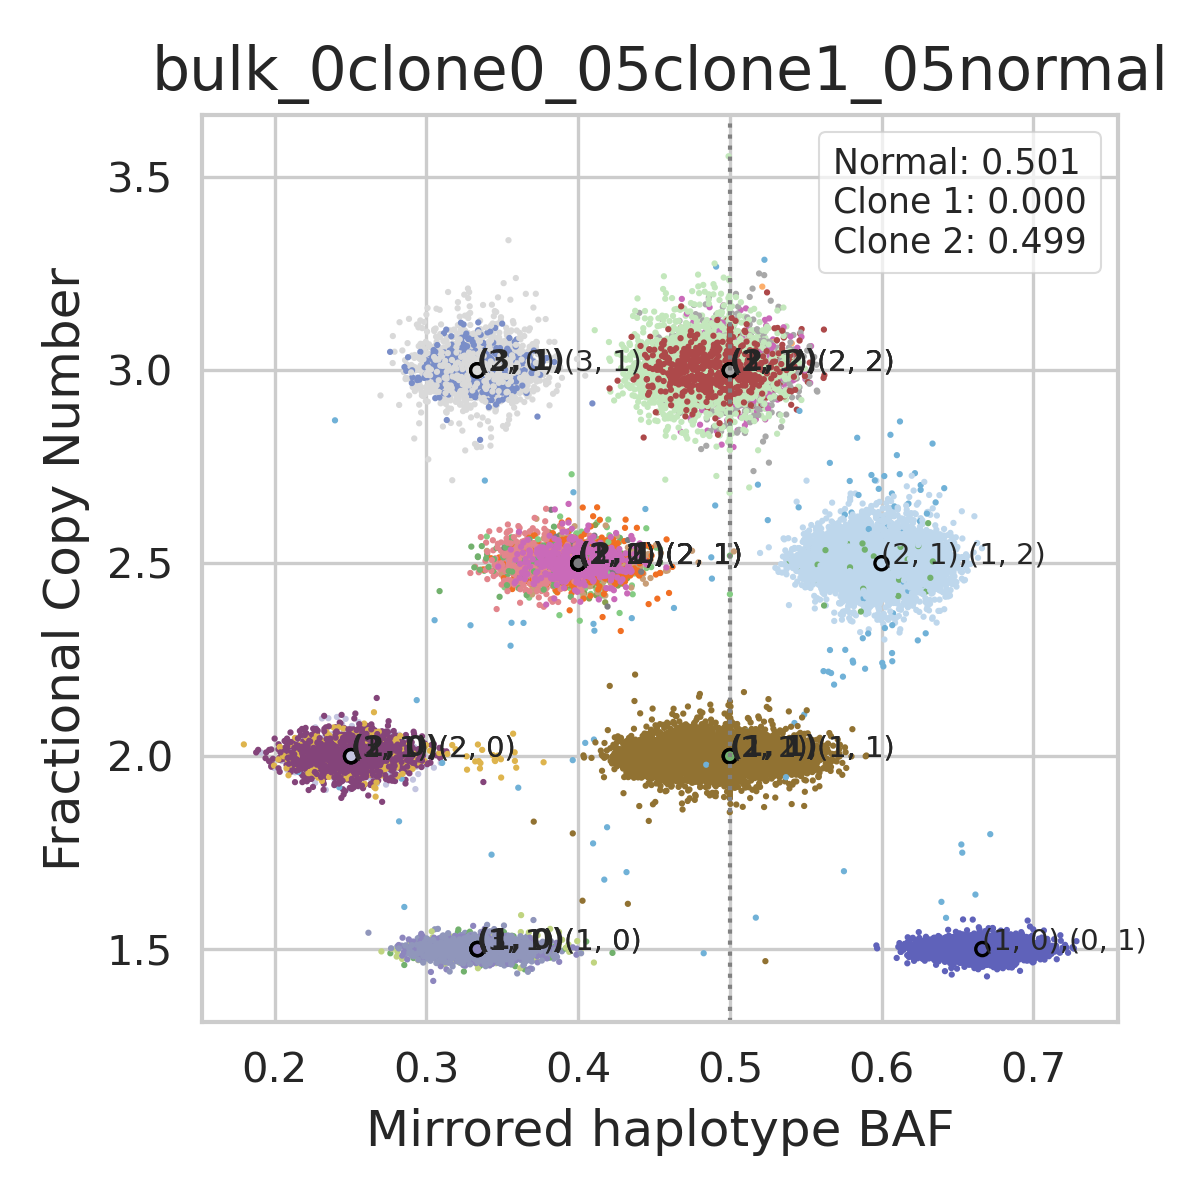 bulk_0clone0_05clone1_05normal
Normal: 0.501
Clone 1: 0.000
Clone 2: 0.499
3.5
3.0
2.5
2.0
1.5
Fractional Copy Number
(3, 1)
(2, 2)
(2, 1)
(2, 1),(1, 2)
(2, 0)
(1, 1)
(1, 0)
(1, 0),(0, 1)
0.2 0.3 0.4 0.5 0.6 0.7
Mirrored haplotype BAF